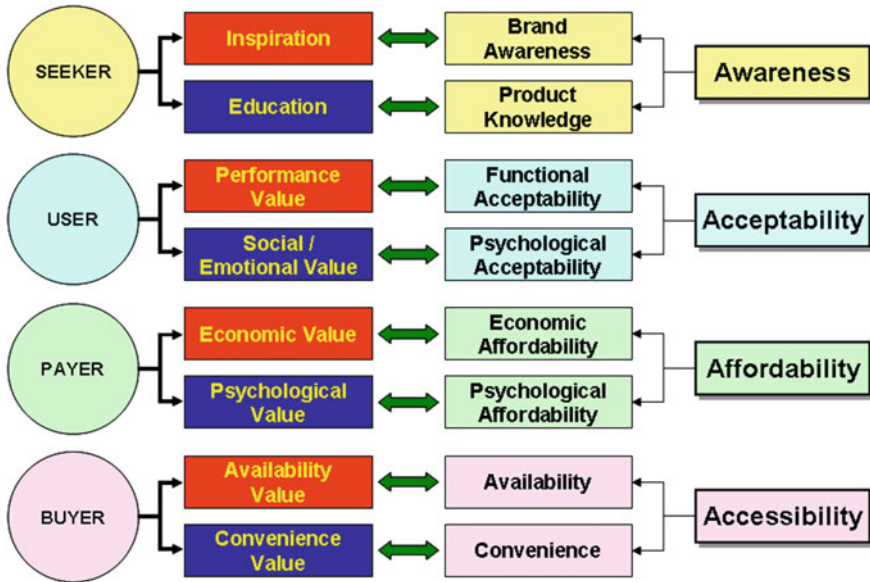 SEEKER
Inspiration
Brand
Awareness
Education
Product
Knowledge
Awareness
USER
Performance
Value
Functional
Acceptability
Social /
Emotional Value
Psychological
Acceptability
Acceptability
PAYER
Economic Value
Economic
Affordability
Psychological
Value
Psychological
Affordability
Affordability
BUYER
Availability
Value
Availability
Convenience
Value
Convenience
Accessibility